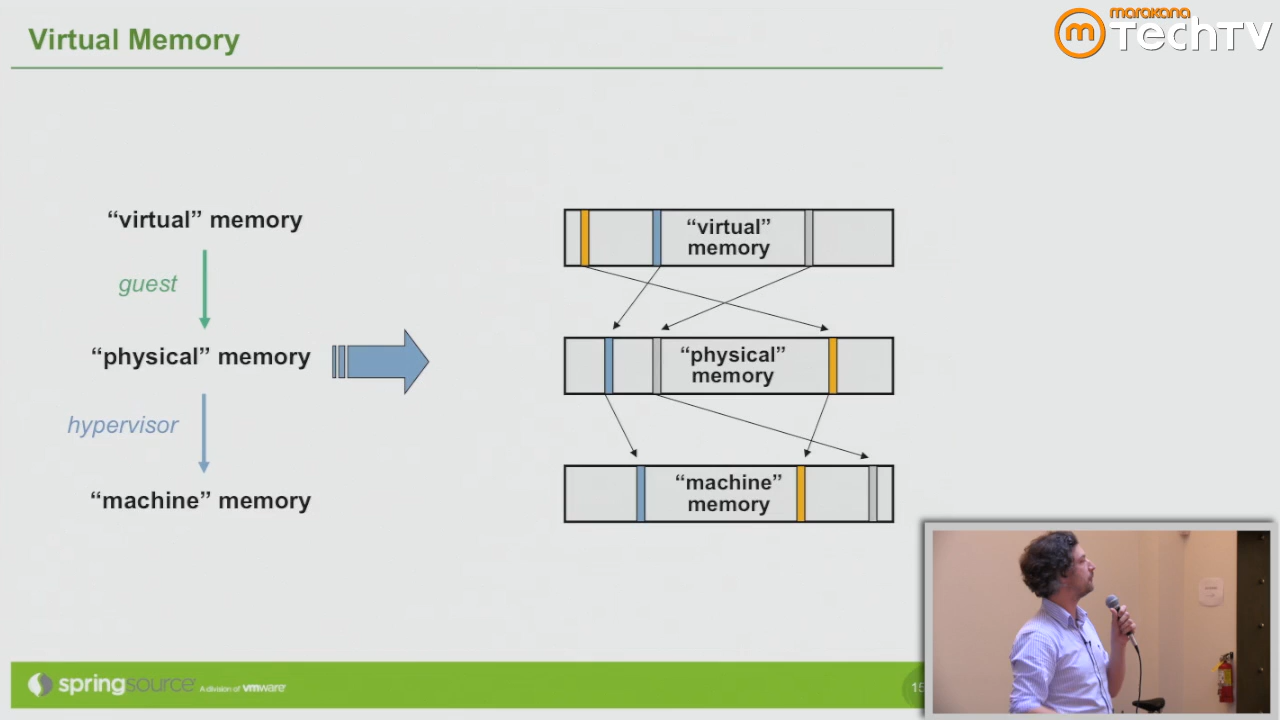 Virtual Memory
marakana
m TechTV
“virtual” memory
guest
“physical” memory
hypervisor
“machine” memory
“virtual”
memory
“physical”
memory
“machine”
memory
springsource A division of vmware
15